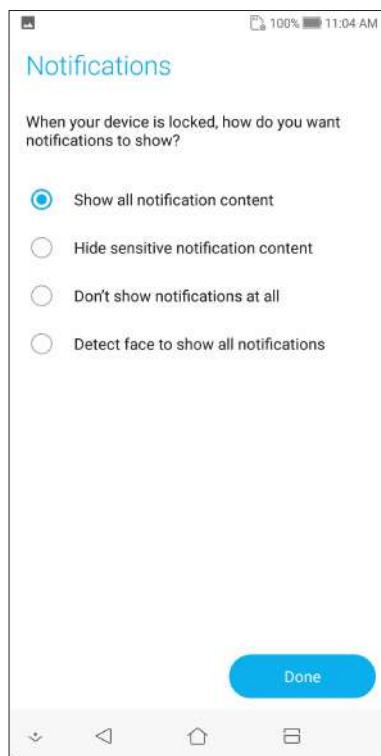 100% 11:04 AM
Notifications
When your device is locked, how do you want
notifications to show?
Show all notification content
Hide sensitive notification content
Don't show notifications at all
Detect face to show all notifications
Done